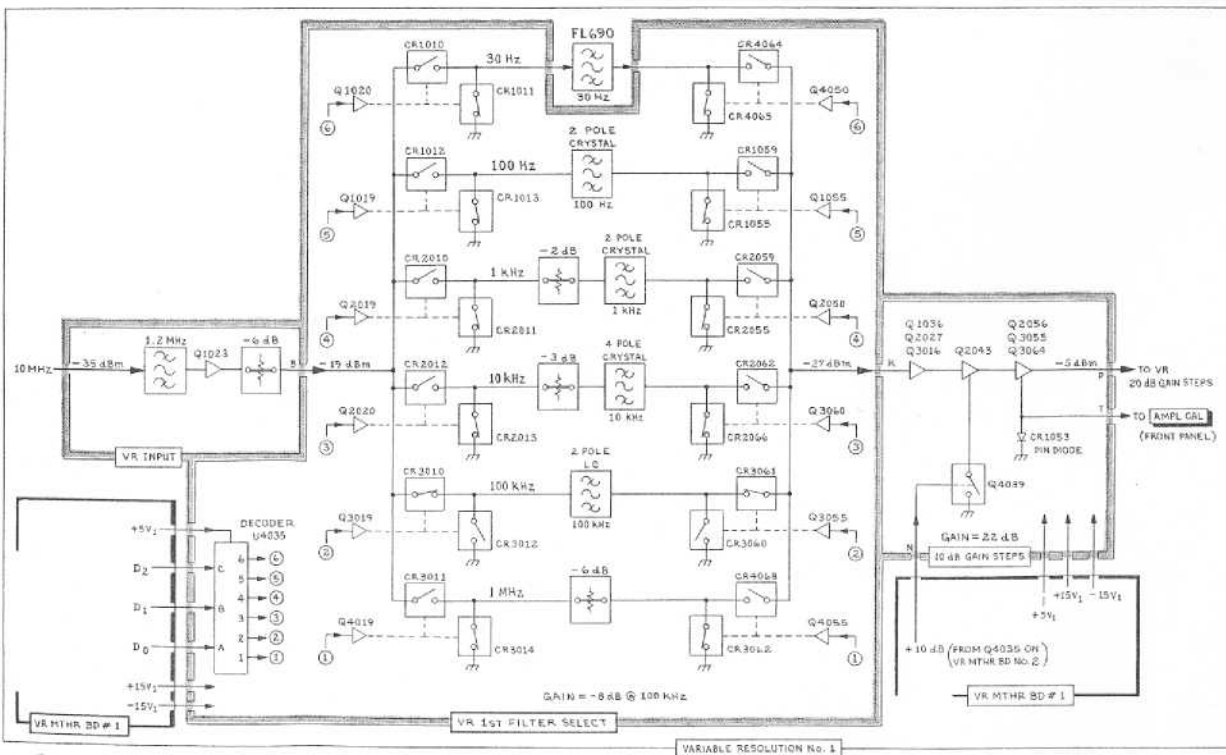 FL690
CR1010
30 Hz
30 Hz
CR4064
Q1020
CR1011
CR4065
Q4050
6
6
2 POLE
CRYSTAL
CR1012
100 Hz
100 Hz
CR1059
Q1019
CR1013
CR1055
Q1055
5
5
2 POLE
CRYSTAL
CR2010
1 kHz
-2 dB
1 kHz
CR2059
Q2019
CR2011
CR2055
Q2050
4
4
4 POLE
CRYSTAL
CR2012
10 kHz
-3 dB
10 kHz
CR2062
Q2020
CR2013
CR2066
Q3060
3
3
2 POLE
LC
CR3010
100 kHz
100 kHz
CR3061
Q3019
CR3012
CR3060
Q3055
2
2
CR3011
1 MHz
-6 dB
CR4068
Q4019
CR3014
CR3062
Q4055
1
1
GAIN = -8 dB @ 100 KHZ
VR 1ST FILTER SELECT
10 MHZ
-35 dBm
1.2 MHz
Q1023
-6 dB
B
-19 dBm
VR INPUT
-27 dBm
K
Q1036
Q2027
Q3016
Q2043
Q2056
Q3055
Q3064
-5 dBm
P
TO VR
20 dB GAIN STEPS
T
TO AMPL CAL
(FRONT PANEL)
CR1053
PIN DIODE
Q4039
GAIN = 22 dB
N
10 dB GAIN STEPS
+5V1
+15V1
-15V1
+10 dB (FROM Q4035 ON
VR MTHR BD NO. 2)
VR MTHR BD # 1
DECODER
U4035
+5V1
D2
C
D1
B
D0
A
6
5
4
3
2
1
6
5
4
3
2
1
+15V1
-15V1
VR MTHR BD # 1
VARIABLE RESOLUTION No. 1